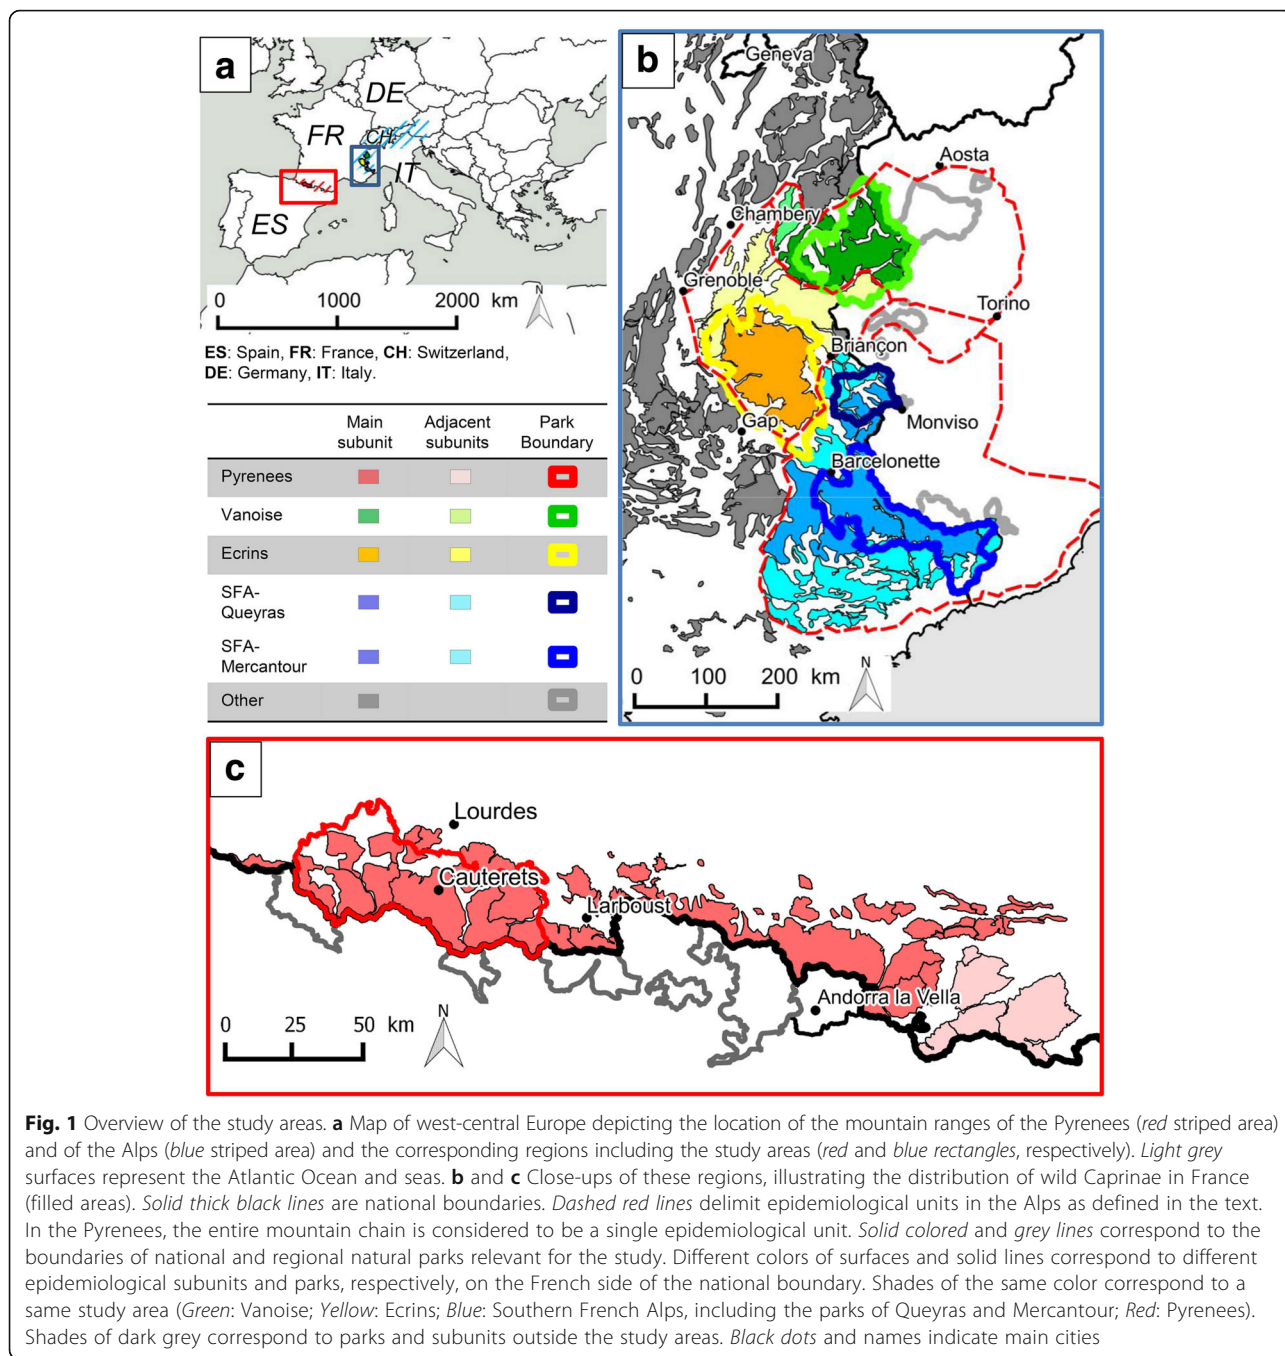 a
DE
FR
CH
IT
ES
0 1000 2000 km
N
ES: Spain, FR: France, CH: Switzerland,
DE: Germany, IT: Italy.
Main subunit Adjacent subunits Park Boundary
Pyrenees
Vanoise
Ecrins
SFA-
Queyras
SFA-
Mercantour
Other
b
Geneva
Aosta
Chambery
Grenoble
Torino
Briançon
Monviso
Gap
Barcelonette
N
0 100 200 km
c
Lourdes
Cauterets
Larboust
Andorra la Vella
N
0 25 50 km
Fig. 1 Overview of the study areas. a Map of west-central Europe depicting the location of the mountain ranges of the Pyrenees (red striped area)
and of the Alps (blue striped area) and the corresponding regions including the study areas (red and blue rectangles, respectively). Light grey
surfaces represent the Atlantic Ocean and seas. b and c Close-ups of these regions, illustrating the distribution of wild Caprinae in France
(filled areas). Solid thick black lines are national boundaries. Dashed red lines delimit epidemiological units in the Alps as defined in the text.
In the Pyrenees, the entire mountain chain is considered to be a single epidemiological unit. Solid colored and grey lines correspond to the
boundaries of national and regional natural parks relevant for the study. Different colors of surfaces and solid lines correspond to different
epidemiological subunits and parks, respectively, on the French side of the national boundary. Shades of the same color correspond to a
same study area (Green: Vanoise; Yellow: Ecrins; Blue: Southern French Alps, including the parks of Queyras and Mercantour; Red: Pyrenees).
Shades of dark grey correspond to parks and subunits outside the study areas. Black dots and names indicate main cities